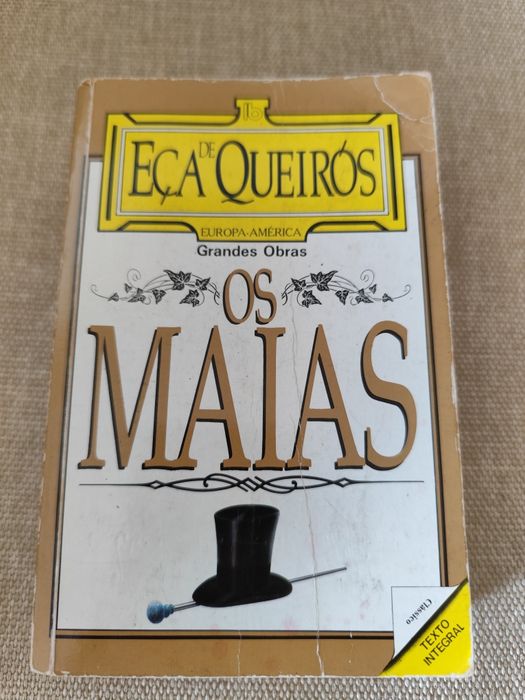 EÇA DE QUEIRÓS
EUROPA-AMÉRICA
Grandes Obras
OS
MAIAS
Clássico
TEXTO
INTEGRAL